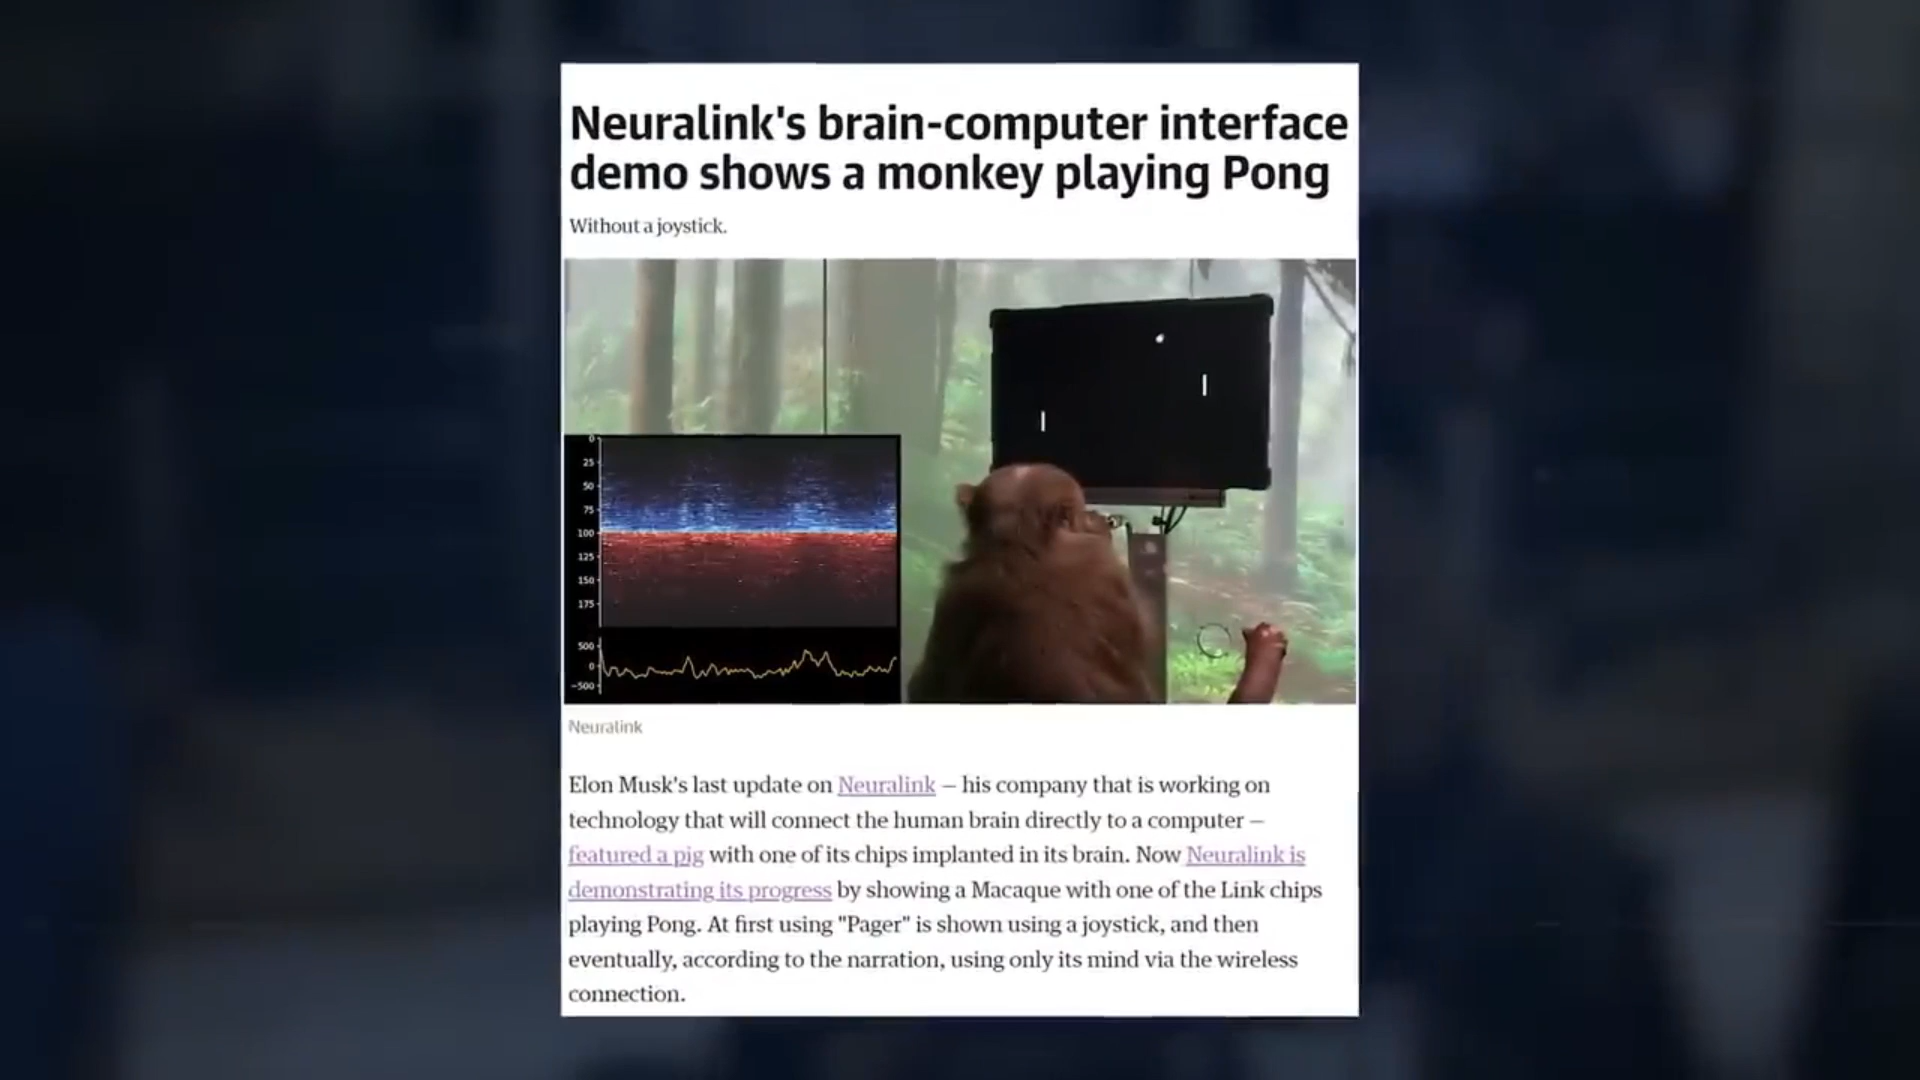 Neuralink's brain-computer interface
demo shows a monkey playing Pong
Without a joystick.
0
25
50
75
100
125
150
175
500
0
−500
Neuralink
Elon Musk's last update on Neuralink – his company that is working on
technology that will connect the human brain directly to a computer –
featured a pig with one of its chips implanted in its brain. Now Neuralink is
demonstrating its progress by showing a Macaque with one of the Link chips
playing Pong. At first using "Pager" is shown using a joystick, and then
eventually, according to the narration, using only its mind via the wireless
connection.